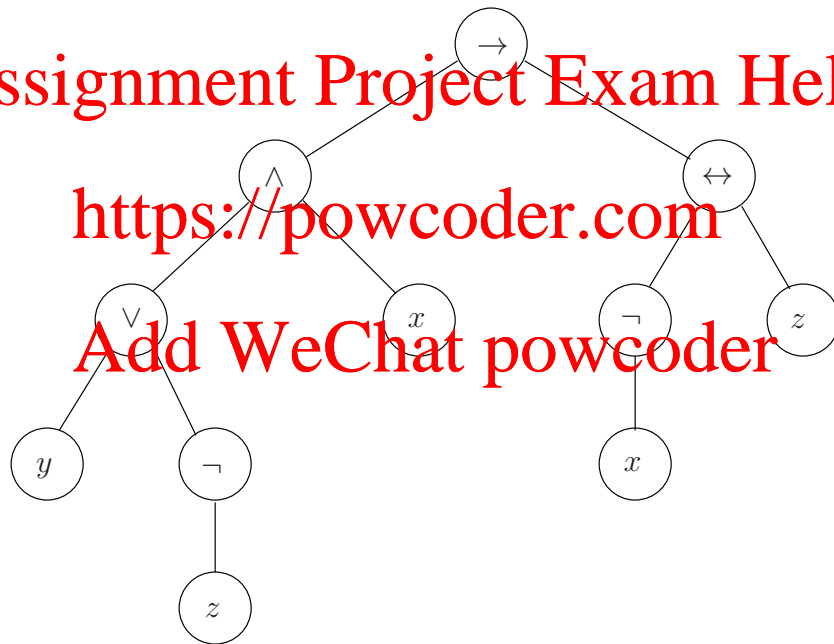 →
ssignment Project Exam Hel
∧ ↔
https://powcoder.com
∨ x ¬ z
Add WeChat powcoder
y ¬ x
z